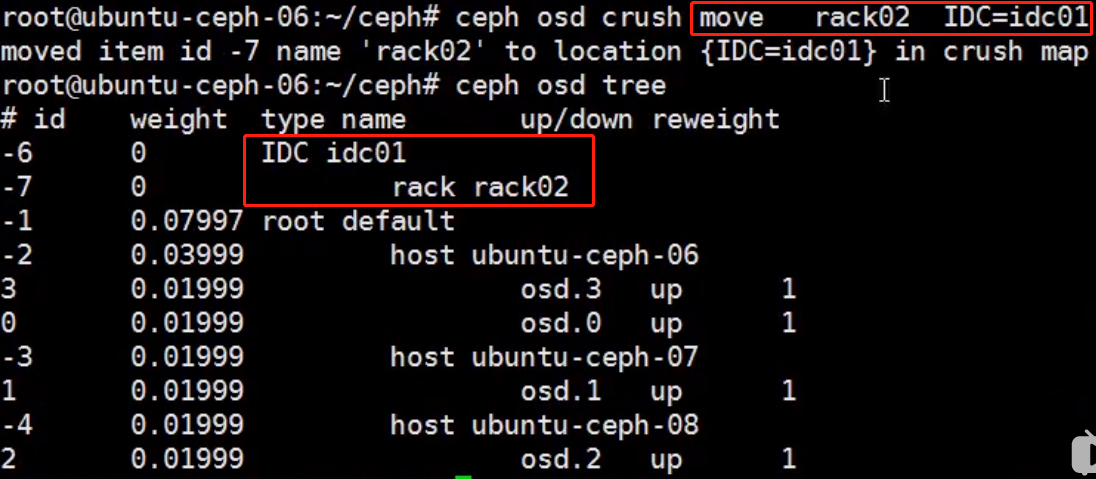 root@ubuntu-ceph-06:~/ceph# ceph osd crush move   rack02  IDC=idc01
moved item id -7 name 'rack02' to location {IDC=idc01} in crush map
root@ubuntu-ceph-06:~/ceph# ceph osd tree
# id    weight  type name       up/down reweight
-6      0       IDC idc01
-7      0               rack rack02
-1      0.07997 root default
-2      0.03999         host ubuntu-ceph-06
3       0.01999                 osd.3   up      1
0       0.01999                 osd.0   up      1
-3      0.01999         host ubuntu-ceph-07
1       0.01999                 osd.1   up      1
-4      0.01999         host ubuntu-ceph-08
2       0.01999                 osd.2   up      1